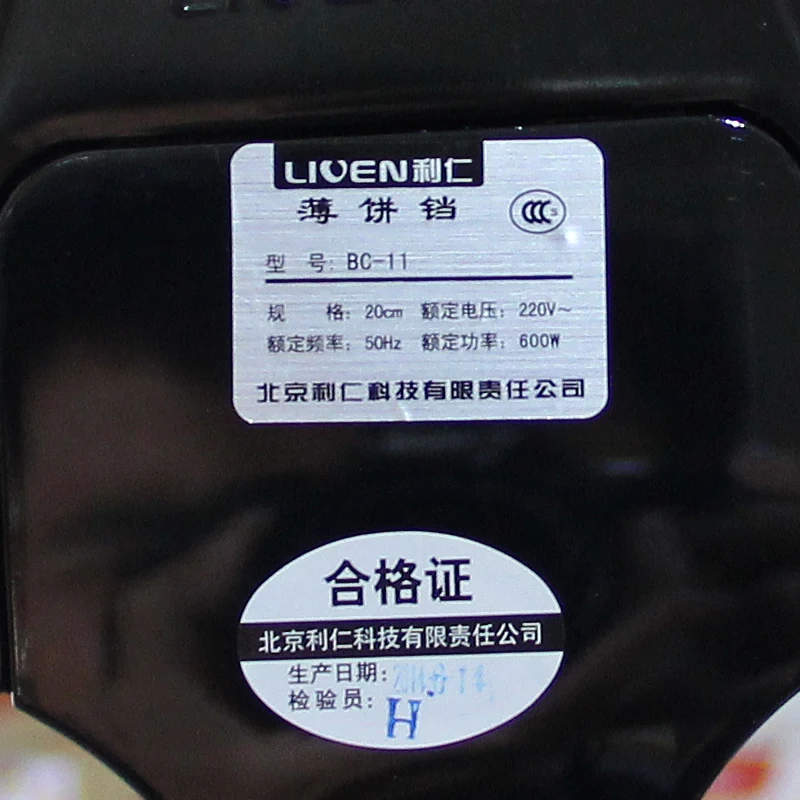 LIVEN利仁
薄饼铛
CCC S
型 号: BC-11
规 格: 20cm 额定电压: 220V~
额定频率: 50Hz 额定功率: 600W
北京利仁科技有限责任公司
合格证
北京利仁科技有限责任公司
生产日期:
检验员: H